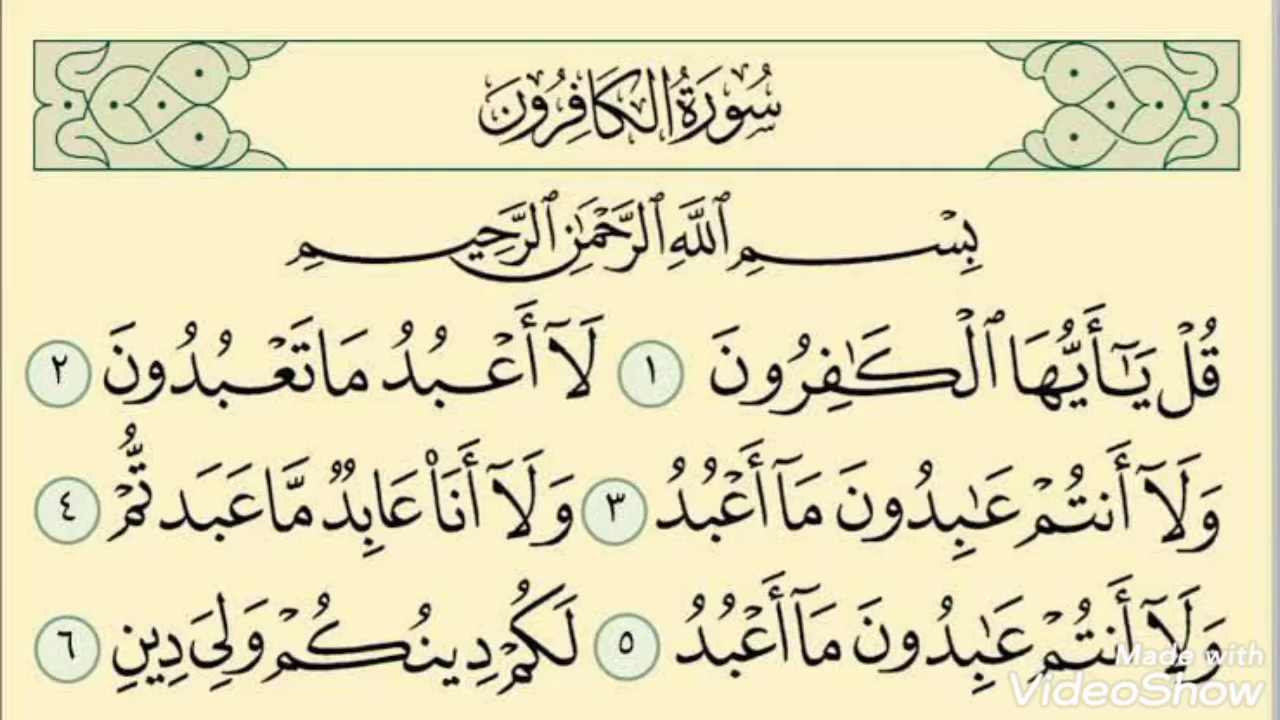 سُورَةُ الكَافِرُونَ
بِسْمِ ٱللَّهِ ٱلرَّحْمَٰنِ ٱلرَّحِيمِ
قُلْ يَـٰٓأَيُّهَا ٱلْكَـٰفِرُونَ ١ لَآ أَعْبُدُ مَا تَعْبُدُونَ ٢
وَلَآ أَنتُمْ عَـٰبِدُونَ مَآ أَعْبُدُ ٣ وَلَآ أَنَا۠ عَابِدٌ مَّا عَبَدتُّمْ ٤
وَلَآ أَنتُمْ عَـٰبِدُونَ مَآ أَعْبُدُ ٥ لَكُمْ دِينُكُمْ وَلِىَ دِينِ ٦
Made with
VideoShow